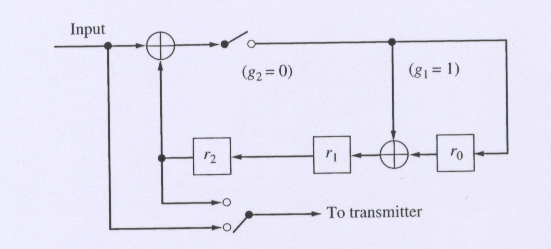 Input
(g₂ = 0)
(g₁ = 1)
r₂
r₁
r₀
To transmitter